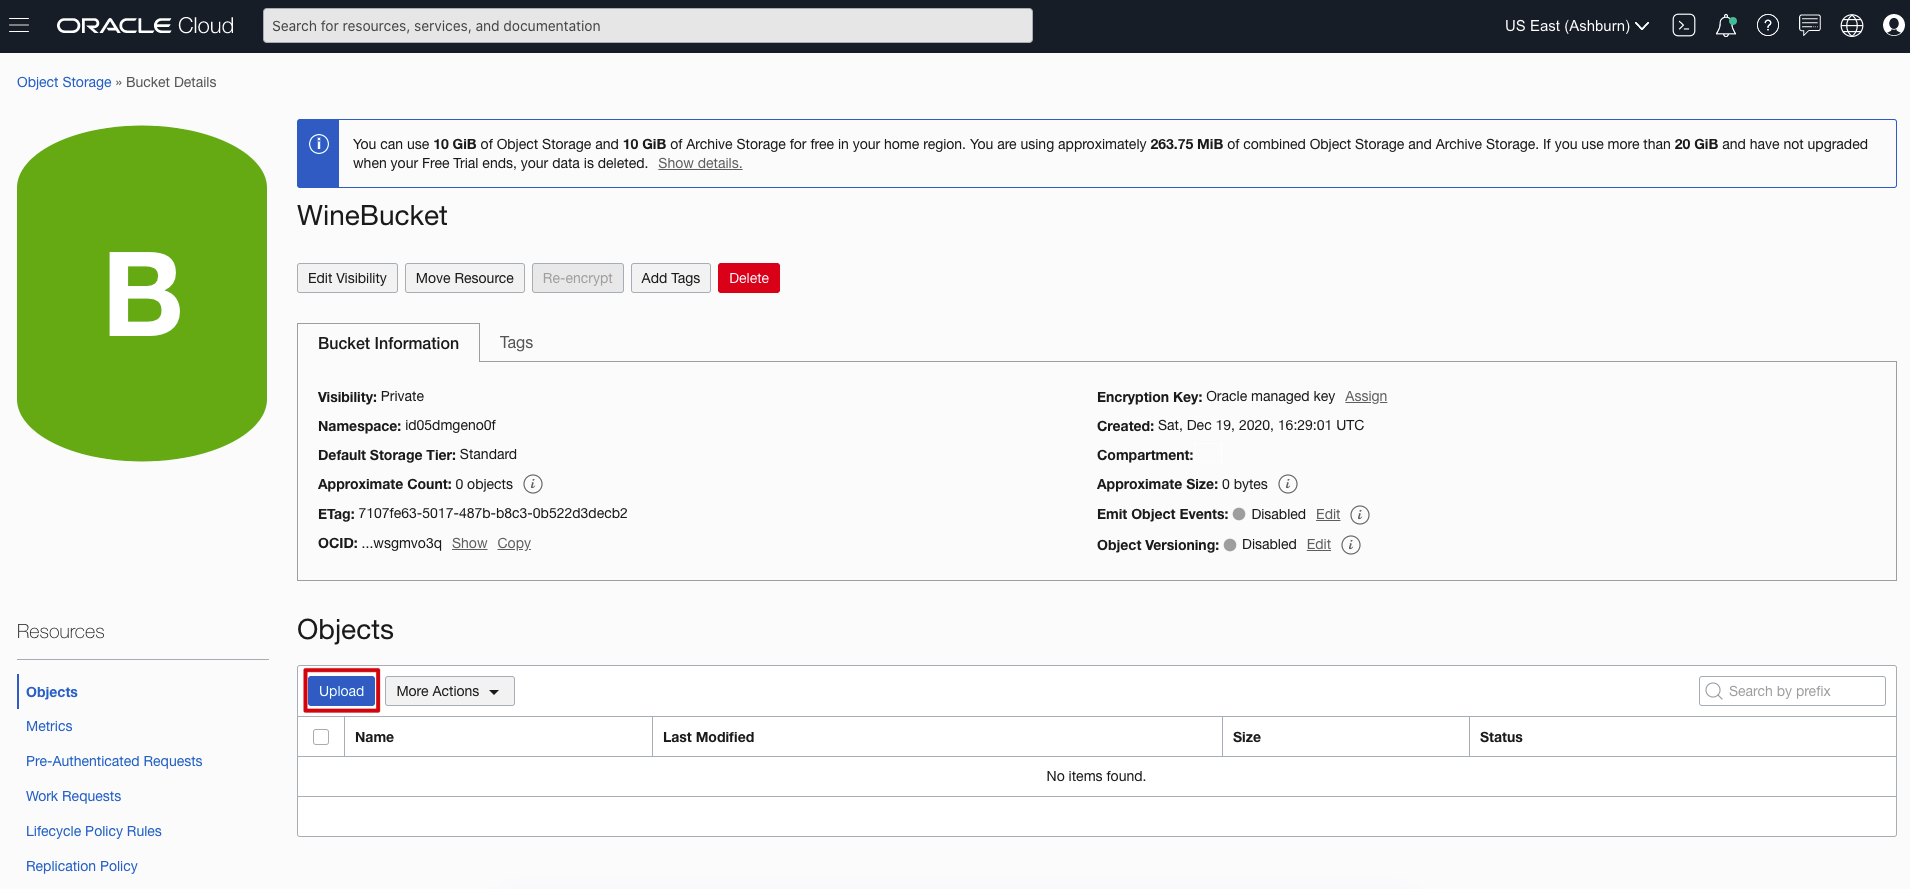 ORACLE Cloud
Search for resources, services, and documentation
US East (Ashburn)
Object Storage » Bucket Details
B
You can use 10 GiB of Object Storage and 10 GiB of Archive Storage for free in your home region. You are using approximately 263.75 MiB of combined Object Storage and Archive Storage. If you use more than 20 GiB and have not upgraded
when your Free Trial ends, your data is deleted. Show details.
WineBucket
Edit Visibility Move Resource Re-encrypt Add Tags Delete
Bucket Information Tags
Visibility: Private
Namespace: id05dmgeno0f
Default Storage Tier: Standard
Approximate Count: 0 objects
ETag: 7107fe63-5017-487b-b8c3-0b522d3decb2
OCID: ...wsgmvo3q Show Copy
Encryption Key: Oracle managed key Assign
Created: Sat, Dec 19, 2020, 16:29:01 UTC
Compartment:
Approximate Size: 0 bytes
Emit Object Events: Disabled Edit
Object Versioning: Disabled Edit
Resources
Objects
Metrics
Pre-Authenticated Requests
Work Requests
Lifecycle Policy Rules
Replication Policy
Objects
Upload More Actions Search by prefix
Name Last Modified Size Status
No items found.